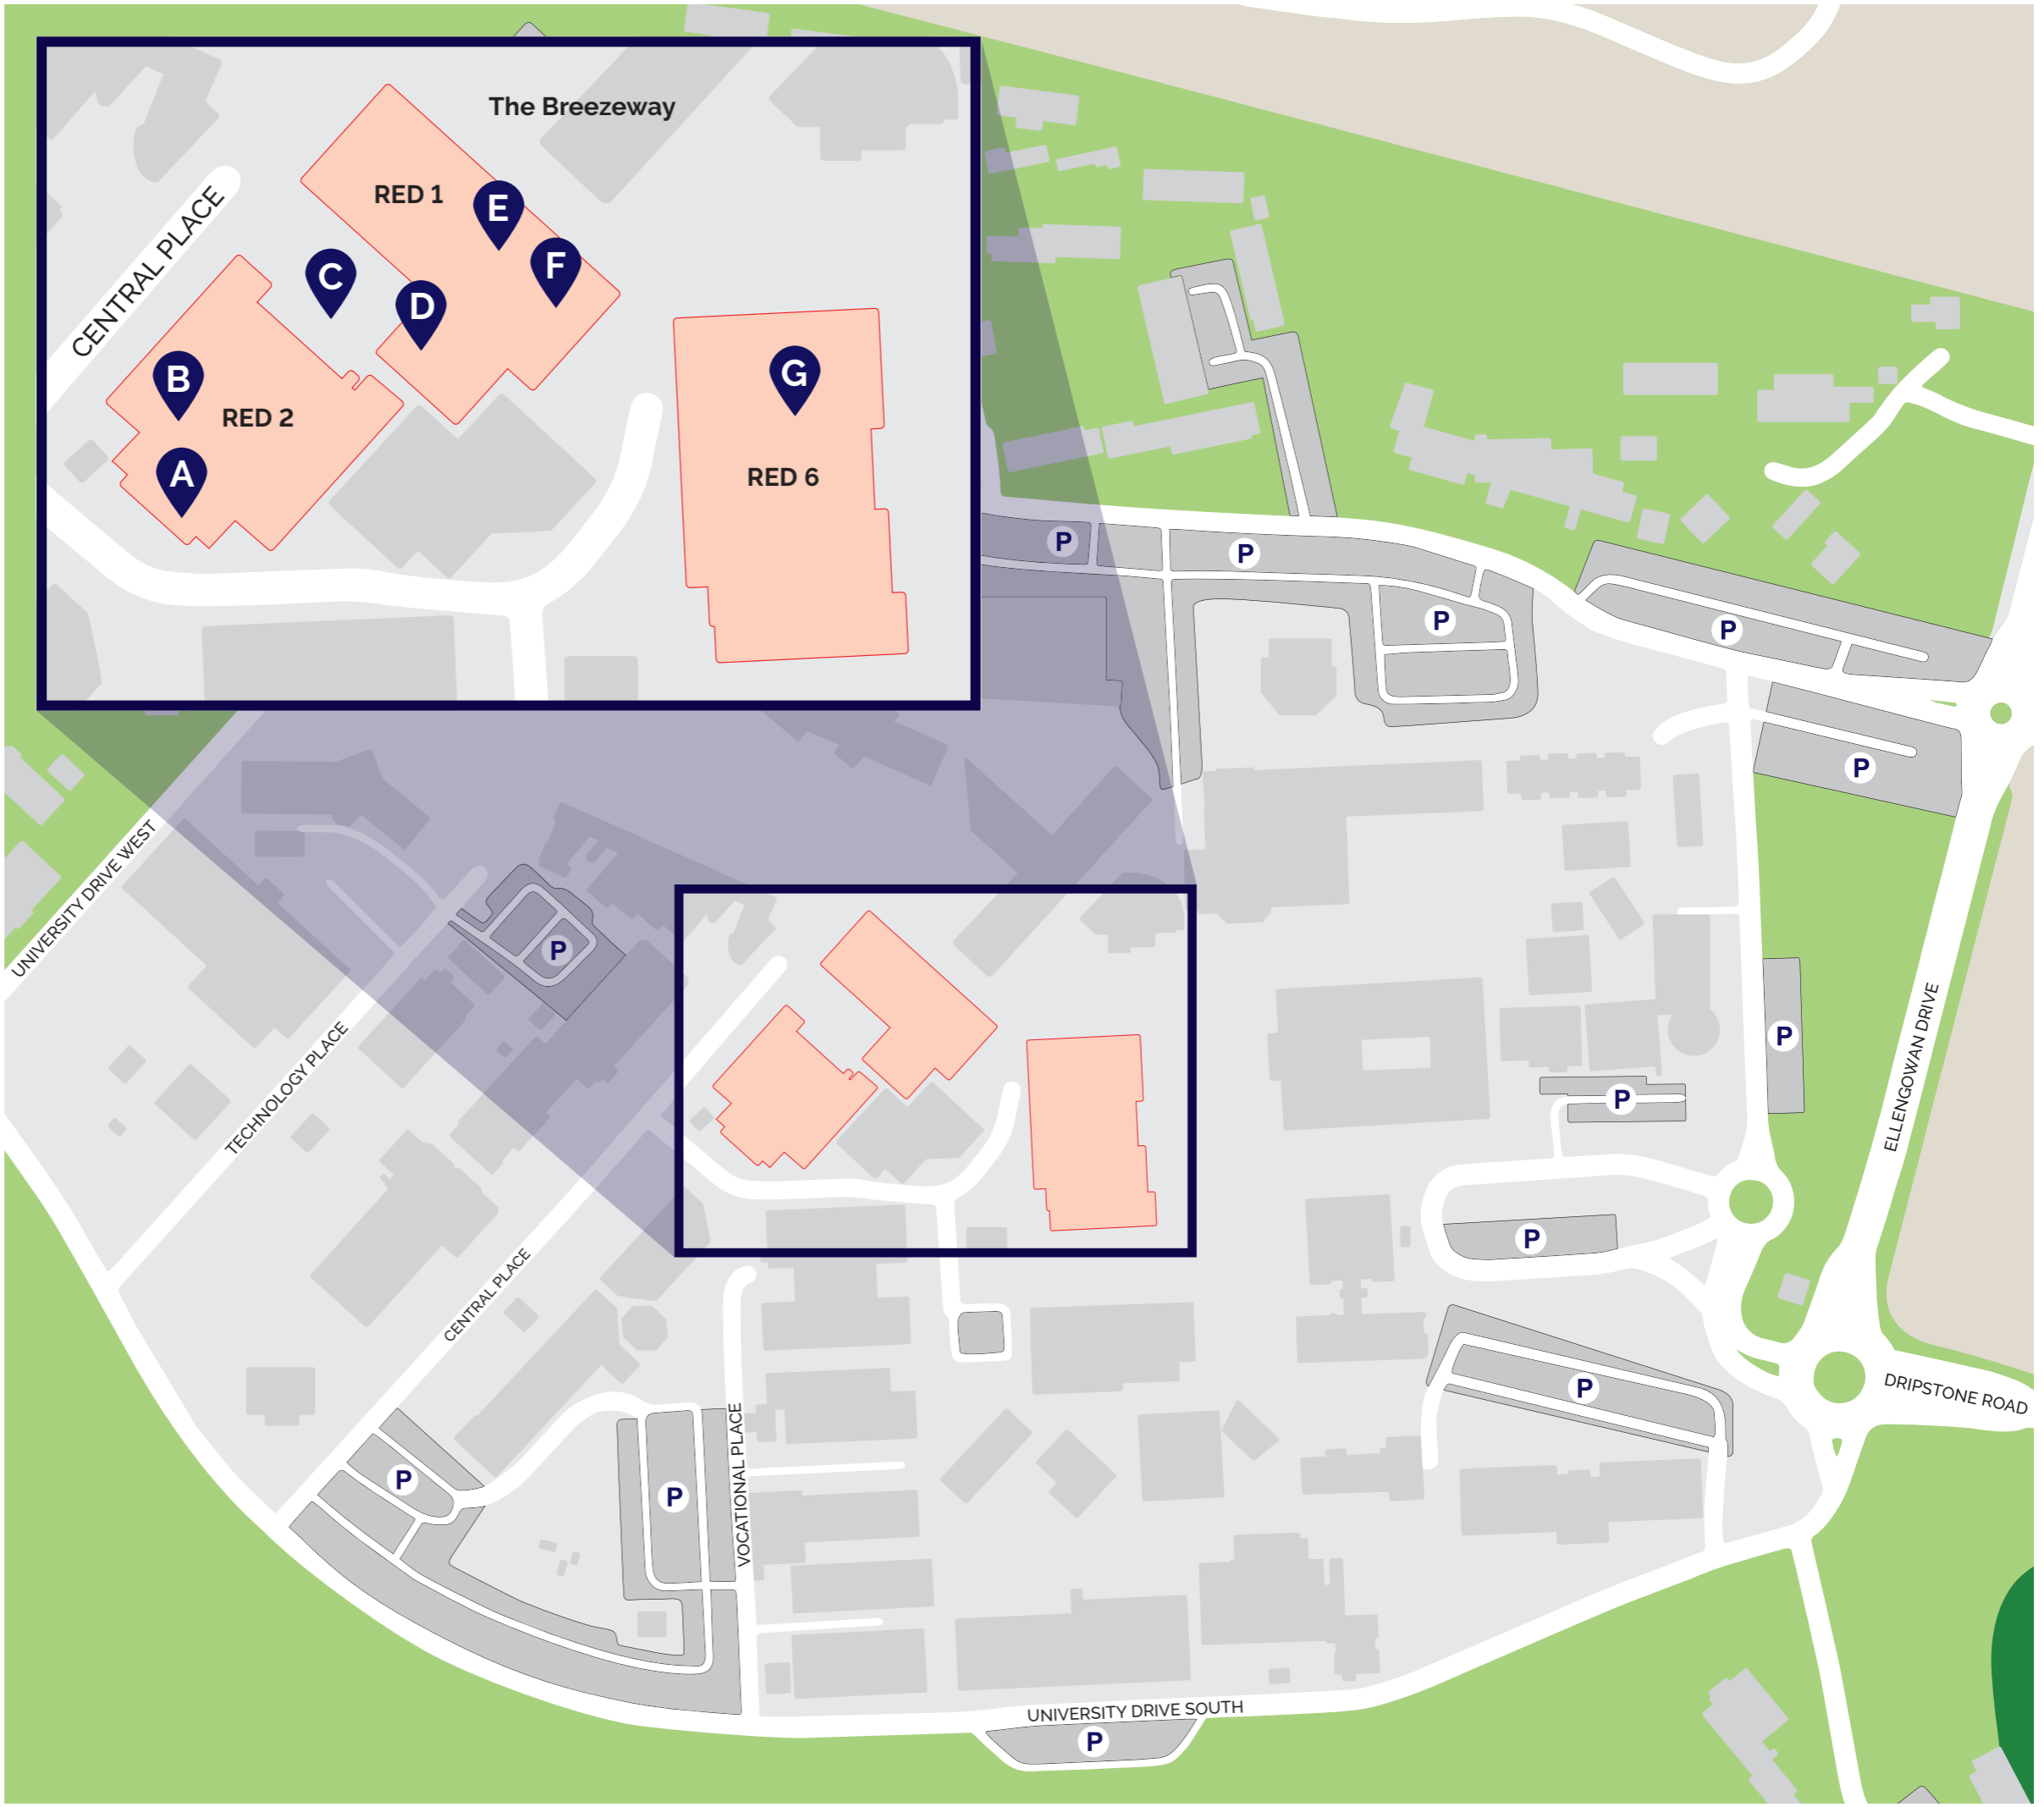 The Breezeway
RED 1
E
CENTRAL PLACE
C
F
D
B
G
RED 2
A
RED 6
P
P
P
P
P
UNIVERSITY DRIVE WEST
P
TECHNOLOGY PLACE
P
ELLENGOWAN DRIVE
P
P
CENTRAL PLACE
P
DRIPSTONE ROAD
P
P
VOCATIONAL PLACE
UNIVERSITY DRIVE SOUTH
P